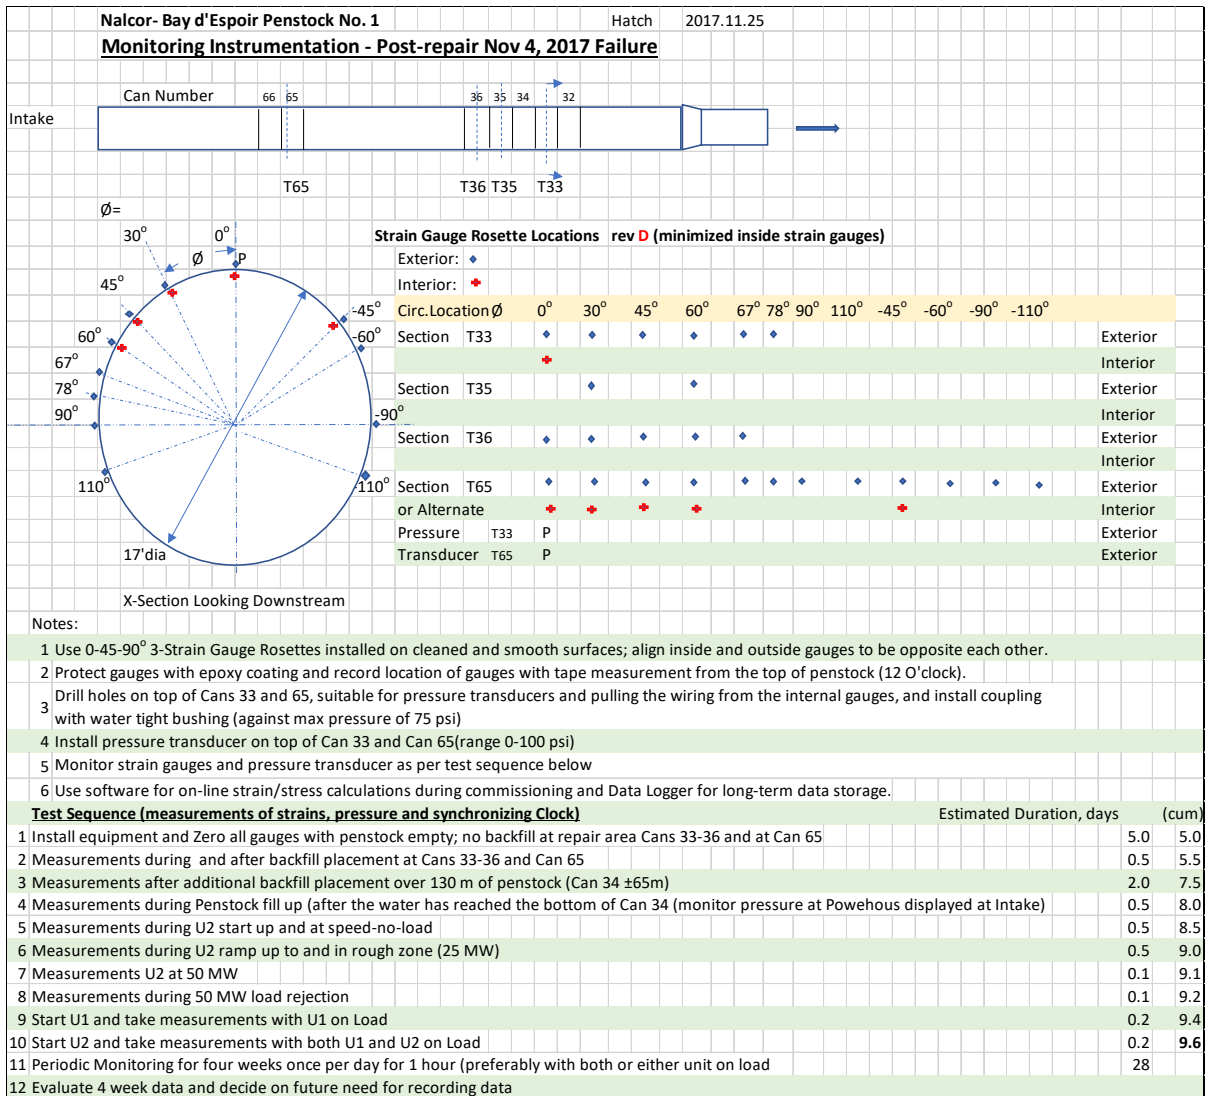 Nalcor- Bay d'Espoir Penstock No. 1 Hatch 2017.11.25
Monitoring Instrumentation - Post-repair Nov 4, 2017 Failure
Can Number 66 65 36 35 34 32
Intake
T65 T36 T35 T33
Ø=
30° 0°
Strain Gauge Rosette Locations rev D (minimized inside strain gauges)
Ø P
Exterior:
45°
Interior:
-45°
Circ.Location Ø 0° 30° 45° 60° 67° 78° 90° 110° -45° -60° -90° -110°
60° -60°
Section T33 Exterior
67°
Interior
78°
Section T35 Exterior
90° -90°
Interior
Section T36 Exterior
Interior
110° -110°
Section T65 Exterior
or Alternate Interior
Pressure T33 P Exterior
17'dia
Transducer T65 P Exterior
X-Section Looking Downstream
Notes:
1 Use 0-45-90° 3-Strain Gauge Rosettes installed on cleaned and smooth surfaces; align inside and outside gauges to be opposite each other.
2 Protect gauges with epoxy coating and record location of gauges with tape measurement from the top of penstock (12 O'clock).
3 Drill holes on top of Cans 33 and 65, suitable for pressure transducers and pulling the wiring from the internal gauges, and install coupling
with water tight bushing (against max pressure of 75 psi)
4 Install pressure transducer on top of Can 33 and Can 65(range 0-100 psi)
5 Monitor strain gauges and pressure transducer as per test sequence below
6 Use software for on-line strain/stress calculations during commissioning and Data Logger for long-term data storage.
Test Sequence (measurements of strains, pressure and synchronizing Clock) Estimated Duration, days (cum)
1 Install equipment and Zero all gauges with penstock empty; no backfill at repair area Cans 33-36 and at Can 65 5.0 5.0
2 Measurements during and after backfill placement at Cans 33-36 and Can 65 0.5 5.5
3 Measurements after additional backfill placement over 130 m of penstock (Can 34 ±65m) 2.0 7.5
4 Measurements during Penstock fill up (after the water has reached the bottom of Can 34 (monitor pressure at Powehous displayed at Intake) 0.5 8.0
5 Measurements during U2 start up and at speed-no-load 0.5 8.5
6 Measurements during U2 ramp up to and in rough zone (25 MW) 0.5 9.0
7 Measurements U2 at 50 MW 0.1 9.1
8 Measurements during 50 MW load rejection 0.1 9.2
9 Start U1 and take measurements with U1 on Load 0.2 9.4
10 Start U2 and take measurements with both U1 and U2 on Load 0.2 9.6
11 Periodic Monitoring for four weeks once per day for 1 hour (preferably with both or either unit on load 28
12 Evaluate 4 week data and decide on future need for recording data